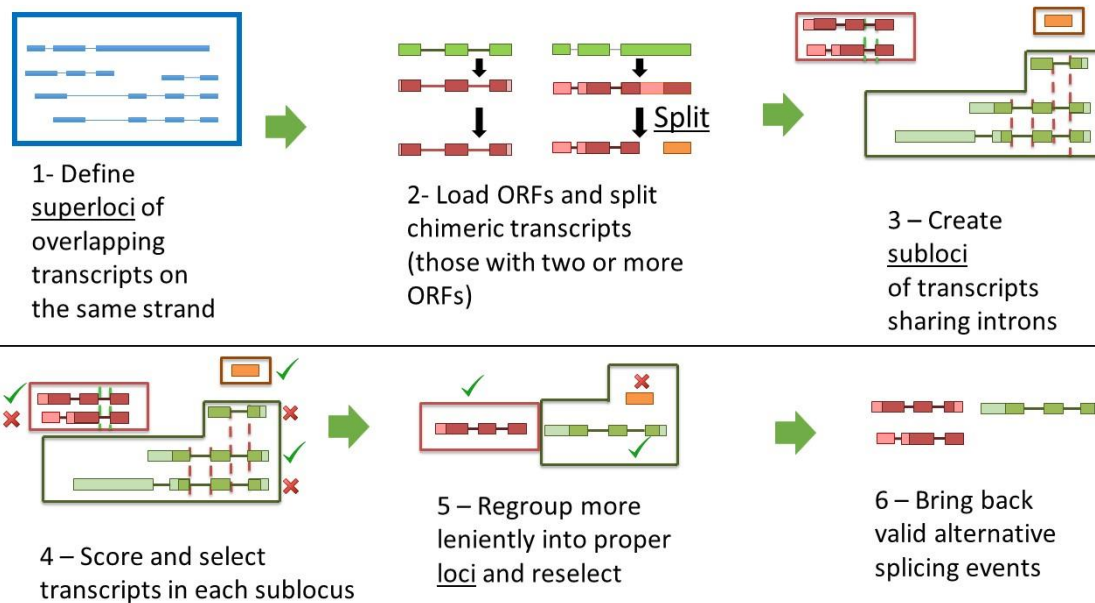 1- Define
superloci of
overlapping
transcripts on
the same strand
Split
2- Load ORFs and split
chimeric transcripts
(those with two or more
ORFs)
3 – Create
subloci
of transcripts
sharing introns
4 – Score and select
transcripts in each sublocus
5 – Regroup more
leniently into proper
loci and reselect
6 – Bring back
valid alternative
splicing events